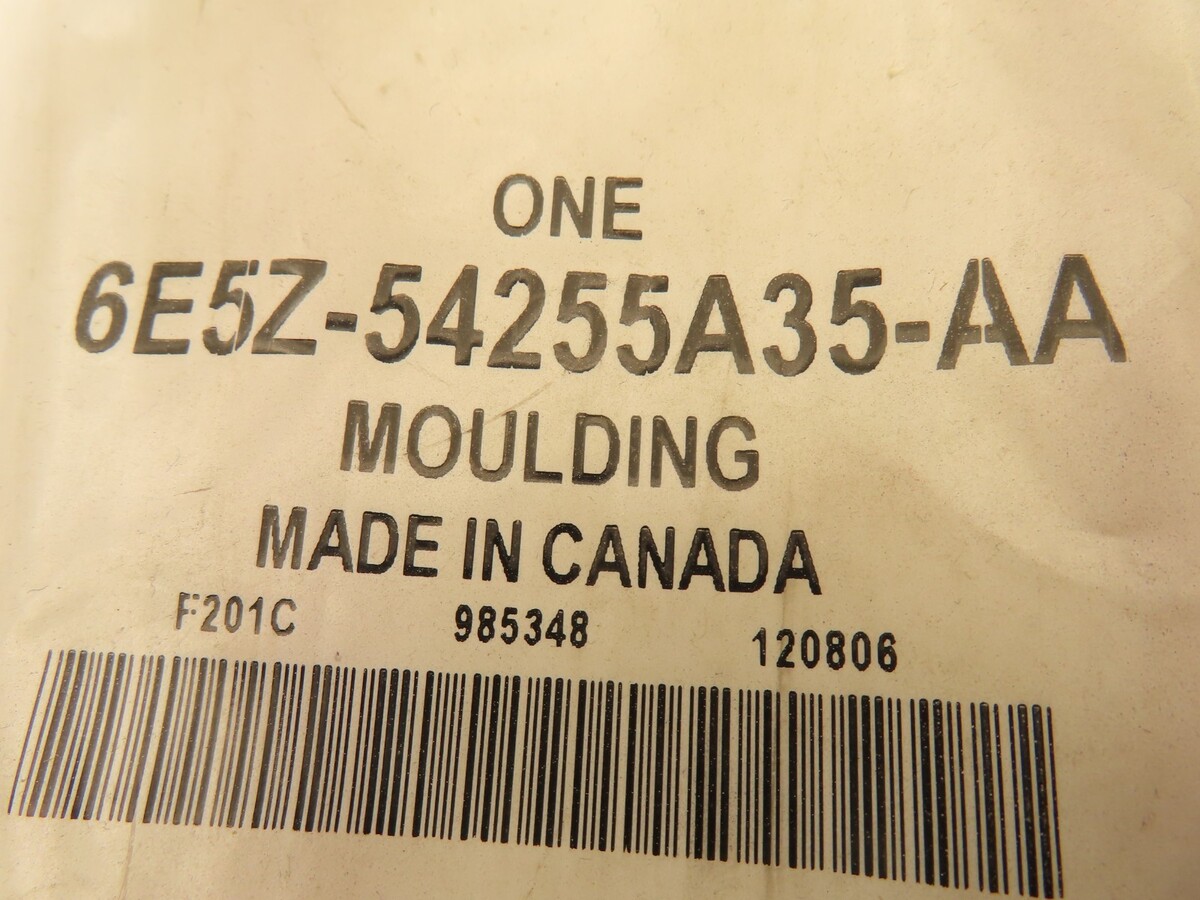 ONE
6E5Z-54255A35-AA
MOULDING
MADE IN CANADA
F201C 985348 120806